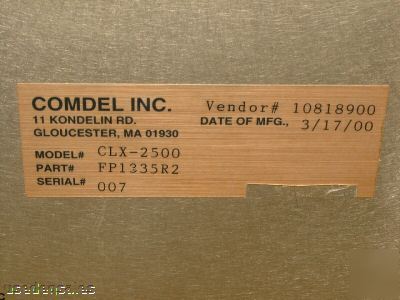 COMDEL INC.
11 KONDELIN RD.
GLOUCESTER, MA 01930
Vendor# 10818900
DATE OF MFG., 3/17/00
MODEL# CLX-2500
PART# FP1335R2
SERIAL# 007